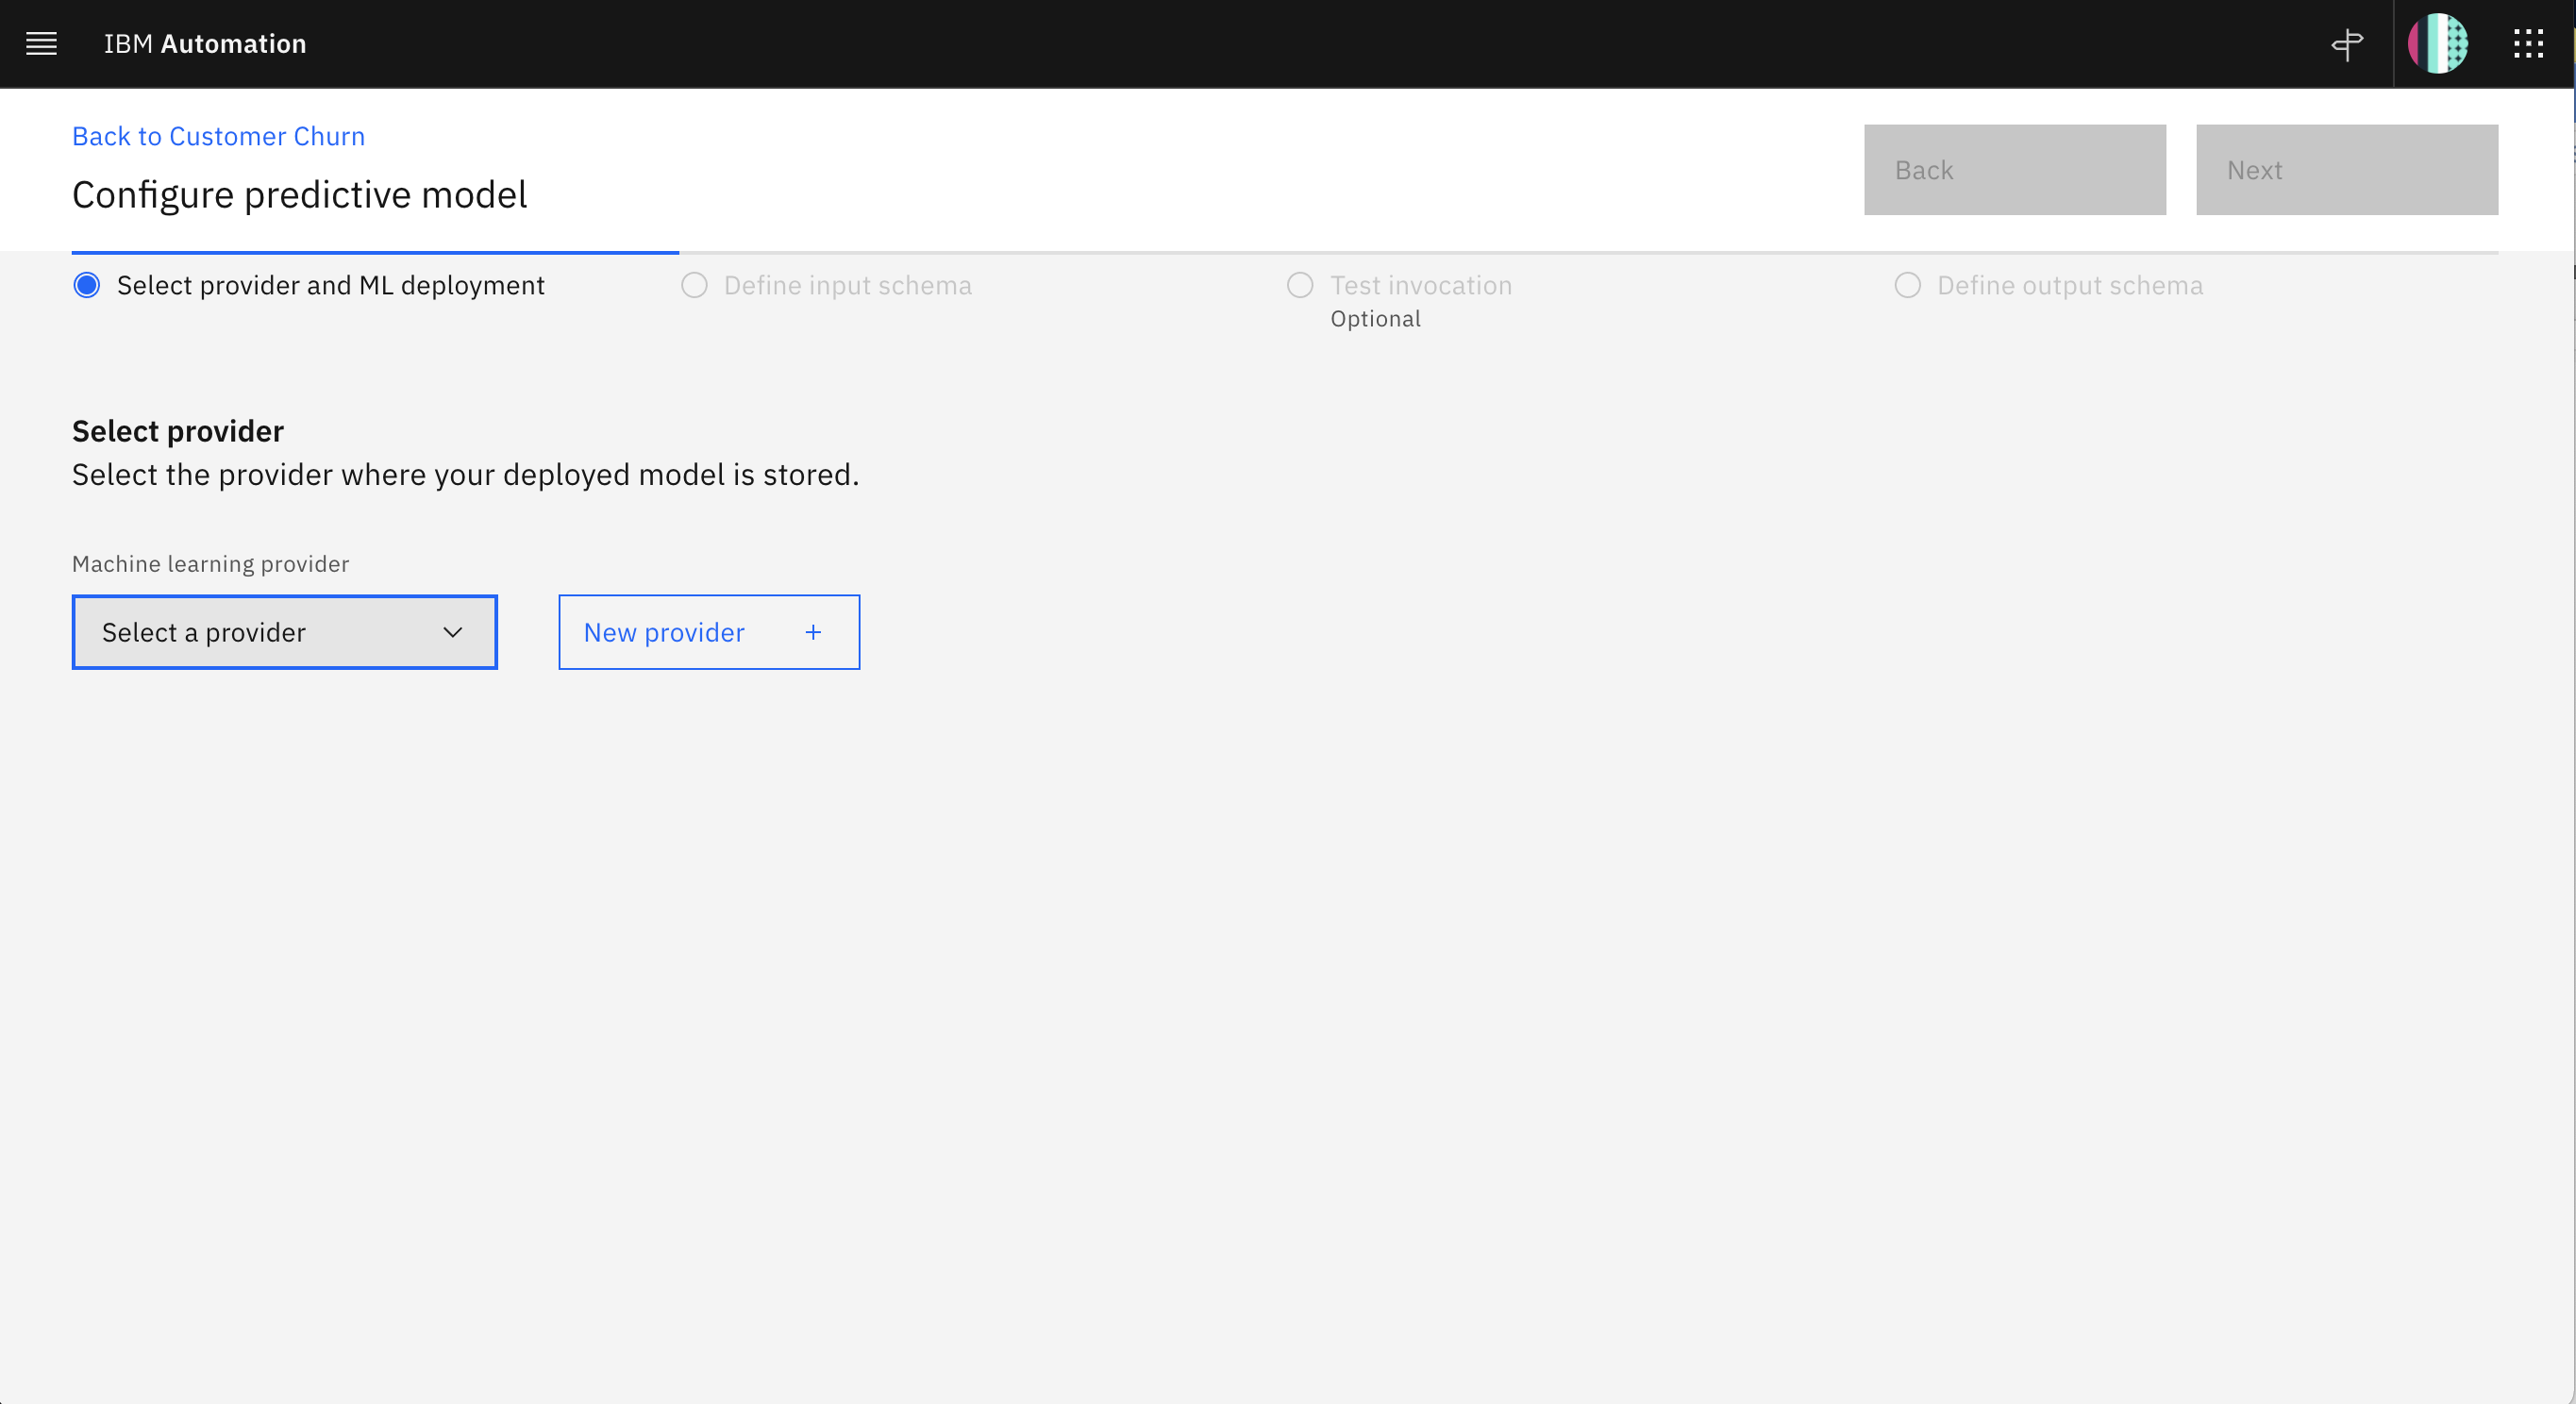 IBM Automation
Back to Customer Churn
Configure predictive model
Back
Next
Select provider and ML deployment
Define input schema
Test invocation
Optional
Define output schema
Select provider
Select the provider where your deployed model is stored.
Machine learning provider
Select a provider
New provider +